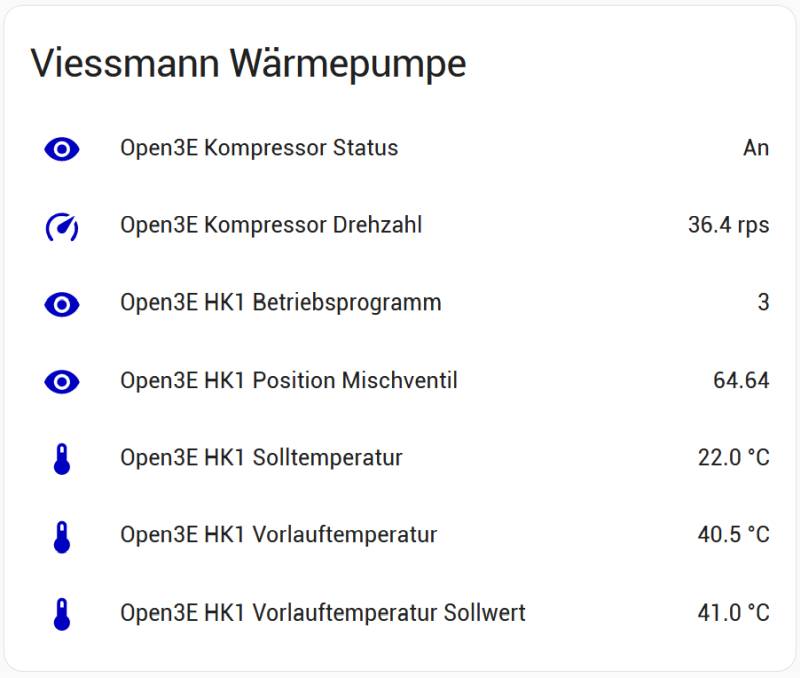 Viessmann Wärmepumpe
Open3E Kompressor Status An
Open3E Kompressor Drehzahl 36.4 rps
Open3E HK1 Betriebsprogramm 3
Open3E HK1 Position Mischventil 64.64
Open3E HK1 Solltemperatur 22.0 °C
Open3E HK1 Vorlauftemperatur 40.5 °C
Open3E HK1 Vorlauftemperatur Sollwert 41.0 °C